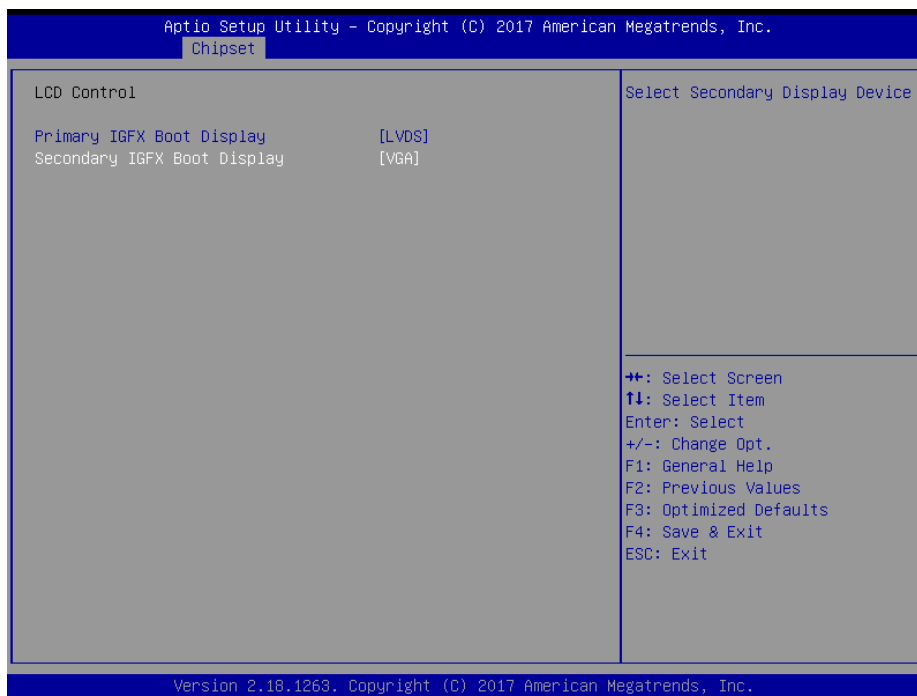 Aptio Setup Utility – Copyright (C) 2017 American Megatrends, Inc.
Chipset
LCD Control
Primary IGFX Boot Display [LVDS]
Secondary IGFX Boot Display [VGA]
Select Secondary Display Device
→←: Select Screen
↑↓: Select Item
Enter: Select
+/-: Change Opt.
F1: General Help
F2: Previous Values
F3: Optimized Defaults
F4: Save & Exit
ESC: Exit
Version 2.18.1263. Copyright (C) 2017 American Megatrends, Inc.